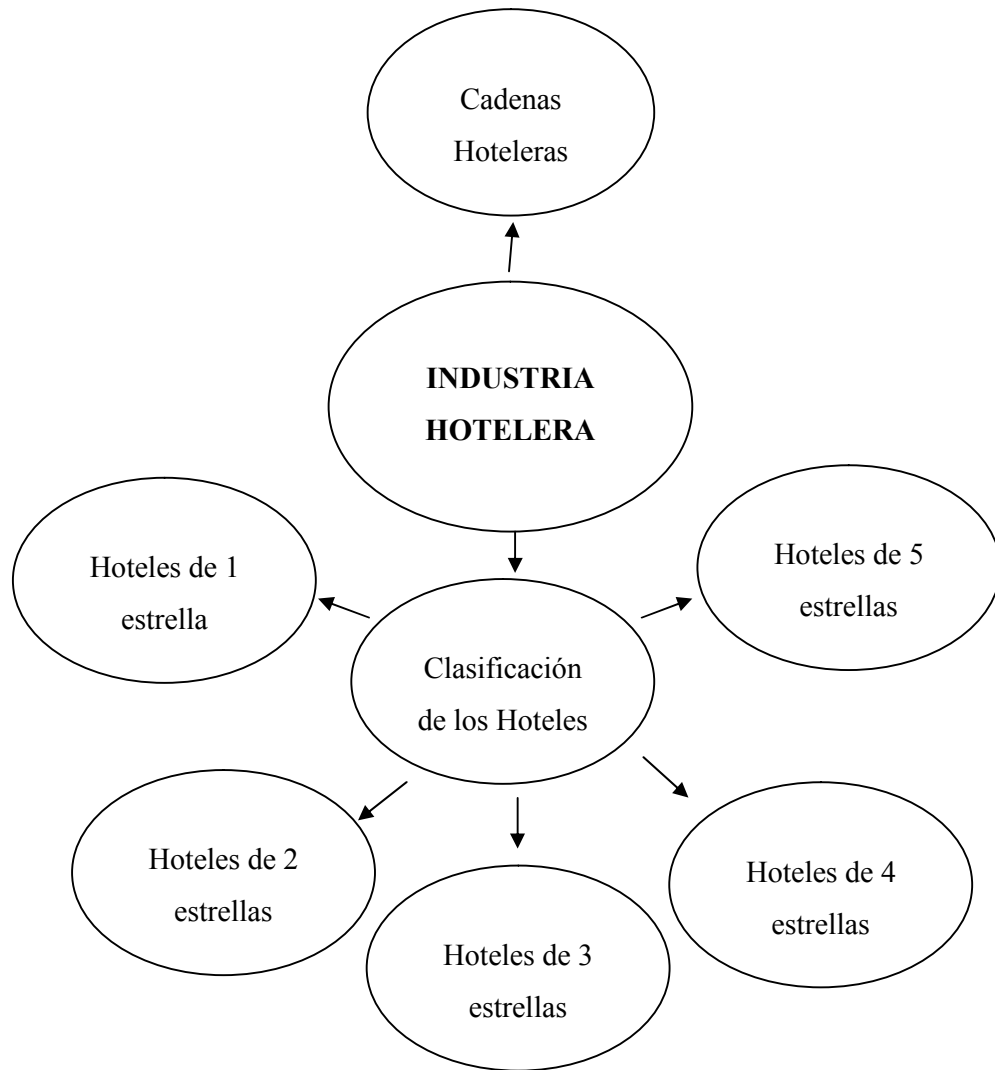 Cadenas
Hoteleras
INDUSTRIA
HOTELERA
Hoteles de 1
estrella
Hoteles de 5
estrellas
Clasificación
de los Hoteles
Hoteles de 2
estrellas
Hoteles de 3
estrellas
Hoteles de 4
estrellas